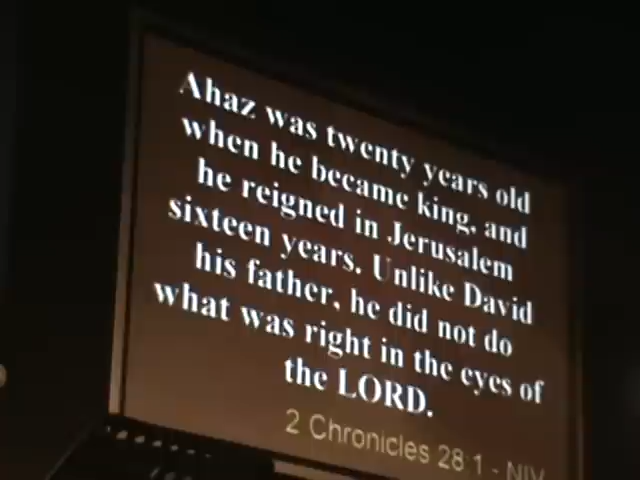 Ahaz was twenty years old
when he became king, and
he reigned in Jerusalem
sixteen years. Unlike David
his father, he did not do
what was right in the eyes of
the LORD.
2 Chronicles 28:1 - NIV